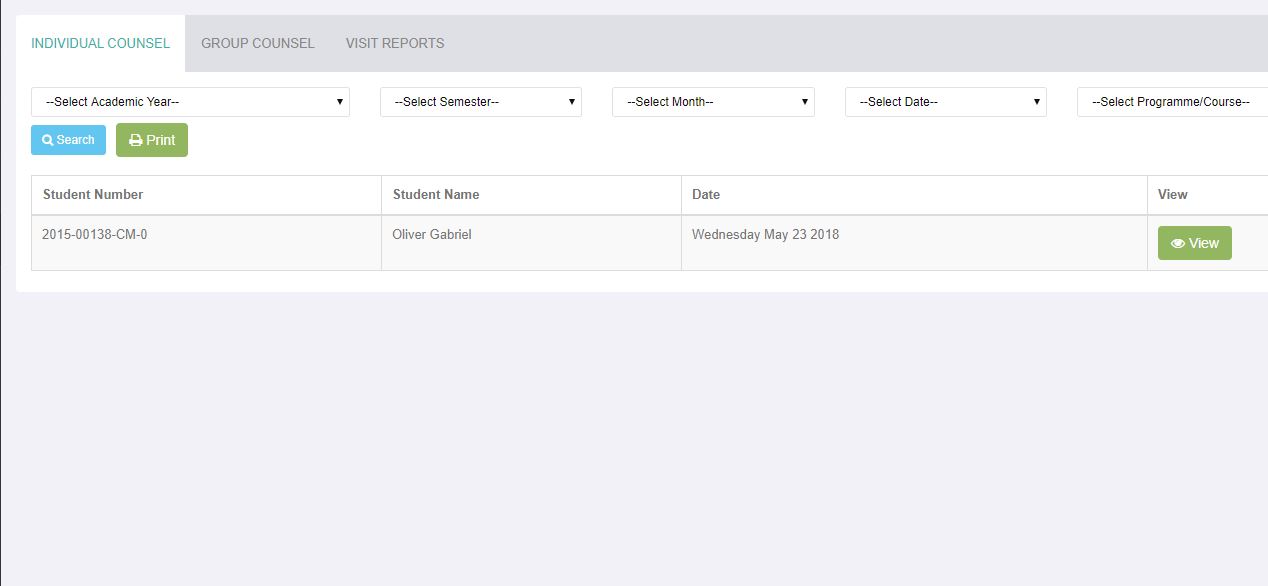 INDIVIDUAL COUNSEL GROUP COUNSEL VISIT REPORTS
--Select Academic Year-- --Select Semester-- --Select Month-- --Select Date-- --Select Programme/Course--
Search Print
Student Number Student Name Date View
2015-00138-CM-0 Oliver Gabriel Wednesday May 23 2018 View